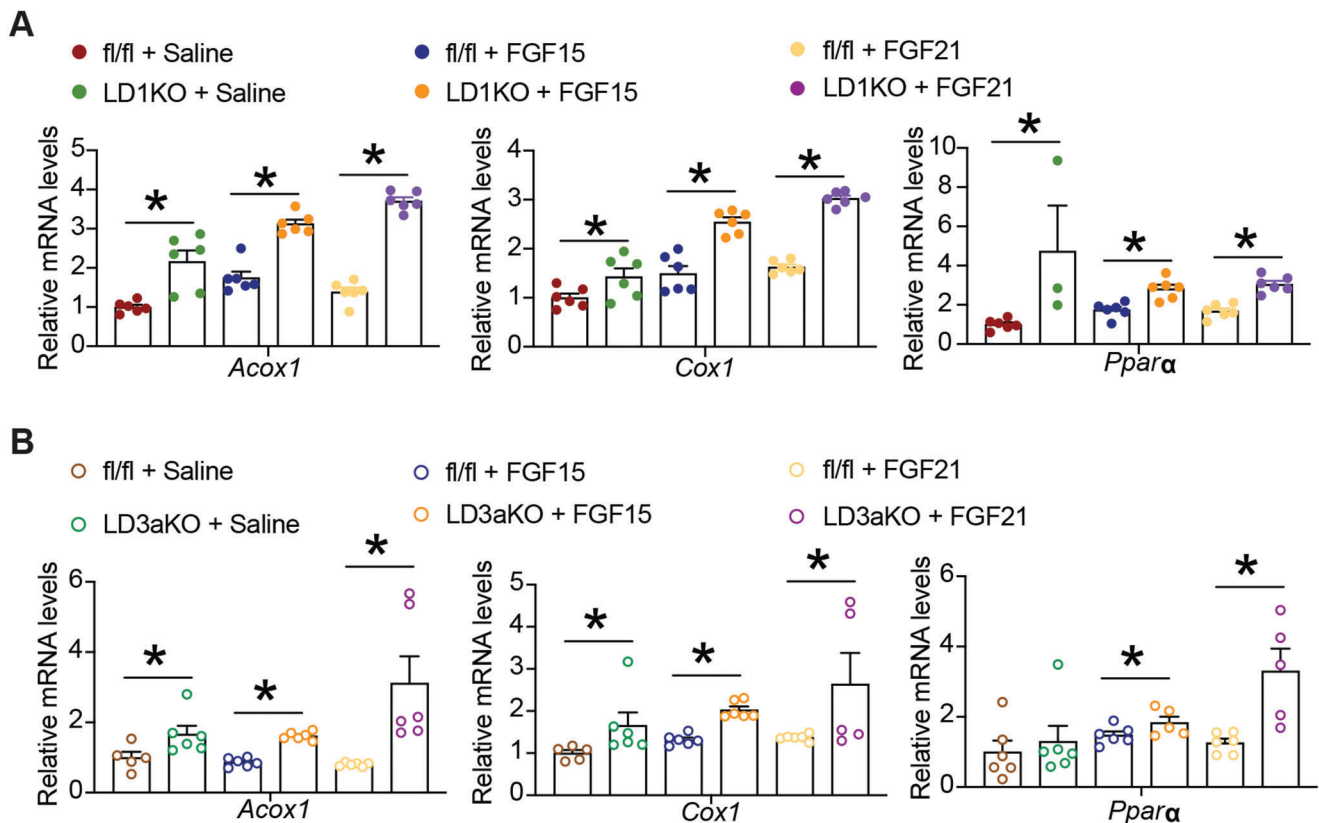 A
fl/fl + Saline
fl/fl + FGF15
fl/fl + FGF21
LD1KO + Saline
LD1KO + FGF15
LD1KO + FGF21
Relative mRNA levels
5
4
3
2
1
0
*
*
*
Acox1
Relative mRNA levels
4
3
2
1
0
*
*
*
Cox1
Relative mRNA levels
10
8
6
4
2
0
*
*
*
Pparα
B
fl/fl + Saline
fl/fl + FGF15
fl/fl + FGF21
LD3aKO + Saline
LD3aKO + FGF15
LD3aKO + FGF21
Relative mRNA levels
6
4
2
0
*
*
*
Acox1
Relative mRNA levels
5
4
3
2
1
0
*
*
*
Cox1
Relative mRNA levels
6
4
2
0
*
*
Pparα